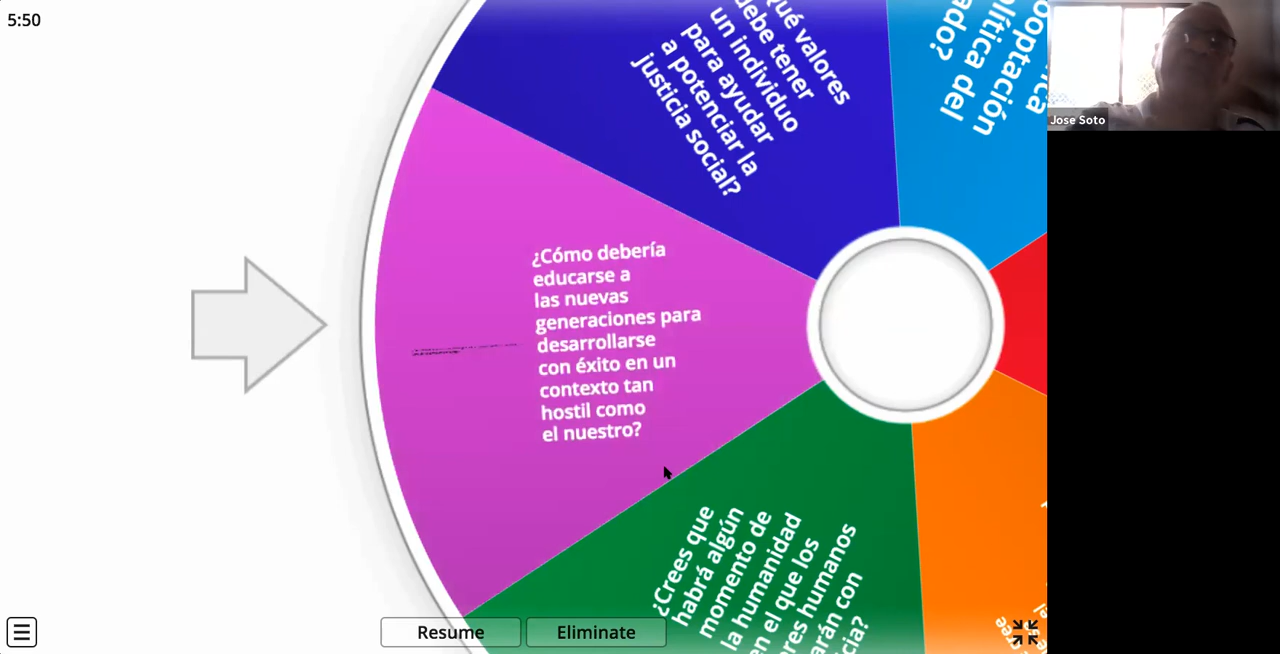 5:50
¿Qué valores
debe tener
un individuo
para ayudar
a potenciar la
justicia social?
cooptación
política del
¿Cómo debería
educarse a
las nuevas
generaciones para
desarrollarse
con éxito en un
contexto tan
hostil como
el nuestro?
¿Crees que
habrá algún
momento de
la humanidad
en el que los
Resume
Eliminate
Jose Soto